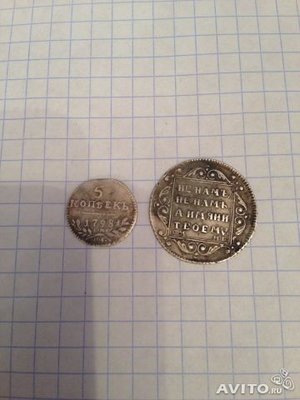 5
КОПѢЕКЪ
1798
НЕ НАМЪ
НЕ НАМЪ
А ИМЯНИ
ТВОЕМУ
AVITO.RU